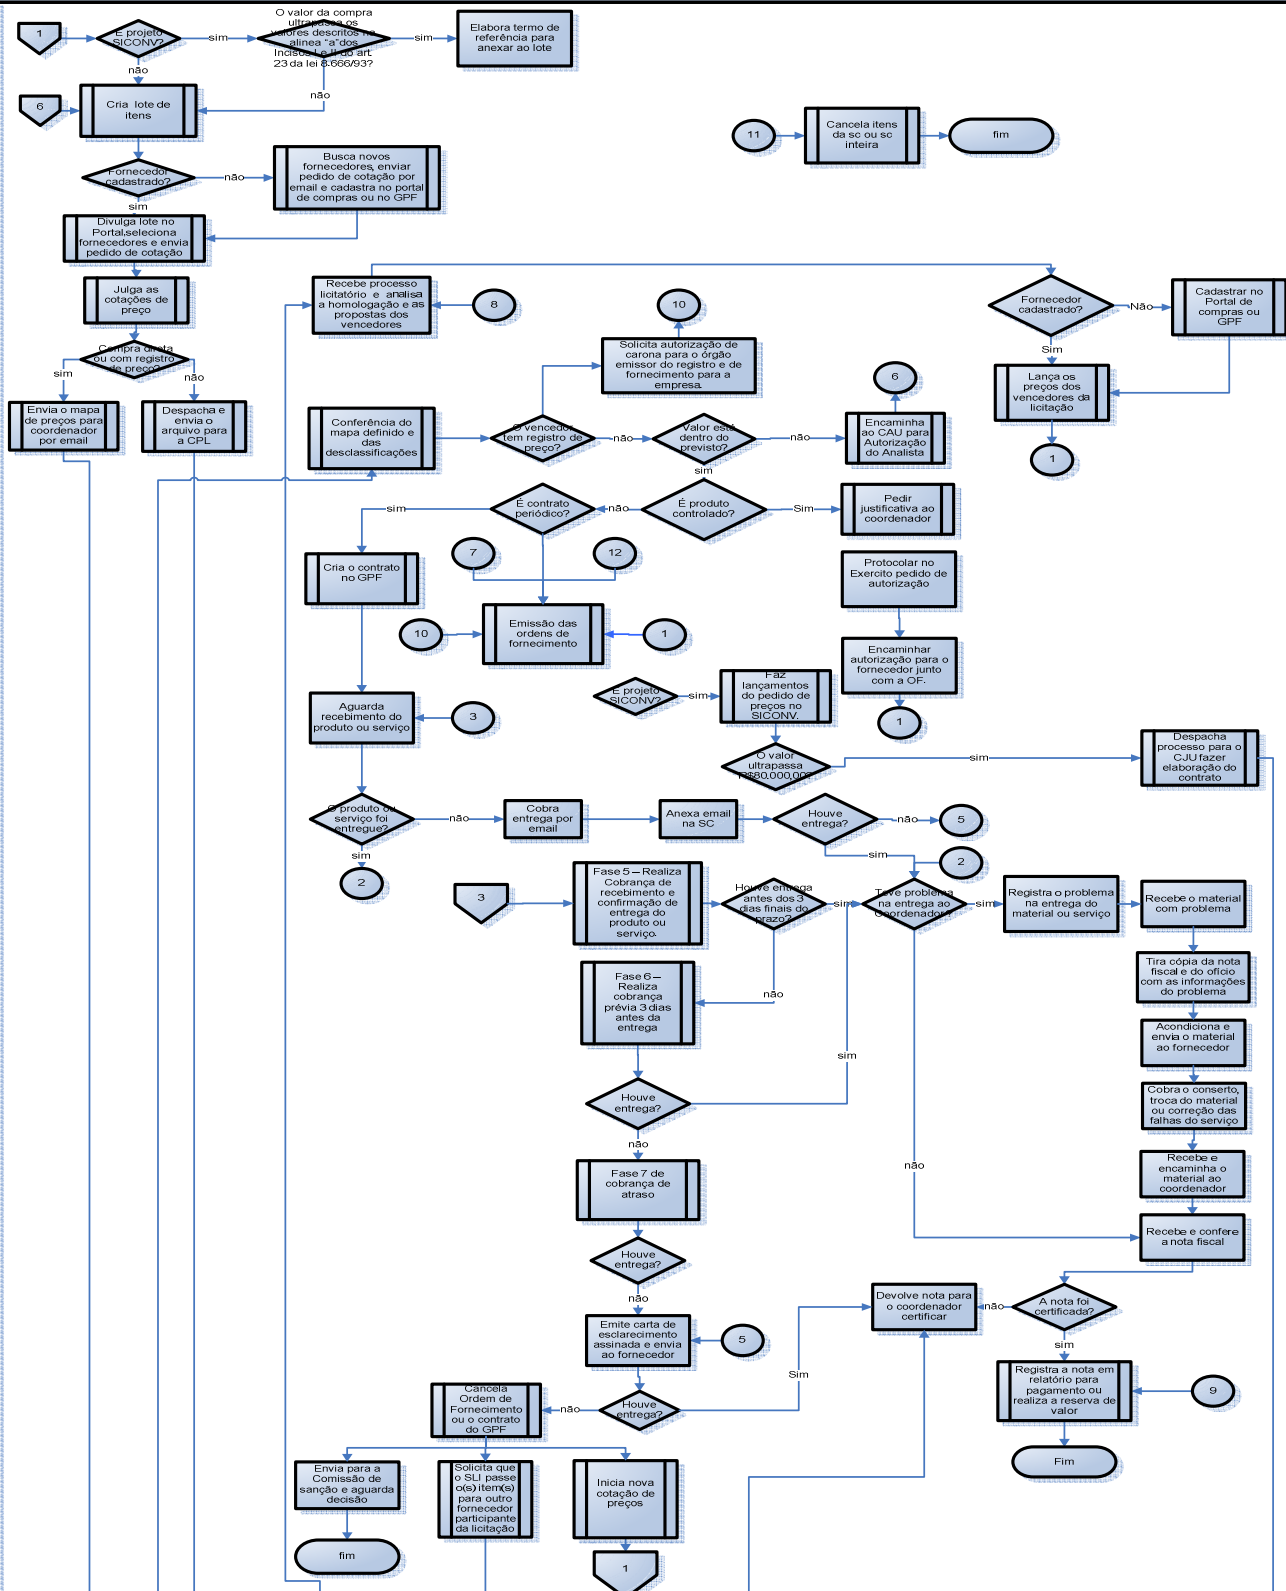 1
É projeto
SICONV?
sim
O valor da compra
ultrapassa os
valores descritos na
alinea "a"dos
Incisos I e II do art.
23 da lei 8.666/93?
sim
Elabora termo de
referência para
anexar ao lote
não
não
6
Cria lote de
itens
11
Cancela itens
da sc ou sc
inteira
fim
Fornecedor
cadastrado?
não
Busca novos
fornecedores, enviar
pedido de cotação por
email e cadastra no portal
de compras ou no GPF
sim
Divulga lote no
Portal,seleciona
fornecedores e envia
pedido de cotação
Julga as
cotações de
preço
Recebe processo
licitatório e analisa
a homologação e as
propostas dos
vencedores
8
10
Fornecedor
cadastrado?
Não
Cadastrar no
Portal de
compras ou
GPF
Compra direta
ou com registro
de preço?
sim
não
Solicita autorização de
carona para o órgão
emissor do registro e de
fornecimento para a
empresa.
6
Sim
Lança os
preços dos
vencedores da
licitação
Envia o mapa
de preços para
coordenador
por email
Despacha e
envia o
arquivo para
a CPL
Conferência do
mapa definido e
das
desclassificações
O vencedor
tem registro de
preço?
não
Valor está
dentro do
previsto?
não
Encaminha
ao CAU para
Autorização
do Analista
1
sim
sim
É contrato
periódico?
não
É produto
controlado?
Sim
Pedir
justificativa ao
coordenador
7
12
Cria o contrato
no GPF
Protocolar no
Exercito pedido de
autorização
10
Emissão das
ordens de
fornecimento
1
Encaminhar
autorização para o
fornecedor junto
com a OF.
É projeto
SICONV?
sim
Faz
lançamentos
do pedido de
preços no
SICONV.
1
Aguarda
recebimento do
produto ou serviço
3
O valor
ultrapassa
R$80.000,00?
sim
Despacha
processo para o
CJU fazer
elaboração do
contrato
O produto ou
serviço foi
entregue?
não
Cobra
entrega por
email
Anexa email
na SC
Houve
entrega?
não
5
sim
2
sim
2
3
Fase 5 – Realiza
Cobrança de
recebimento e
confirmação de
entrega do
produto ou
serviço.
Houve entrega
antes dos 3
dias finais do
prazo?
sim
Teve problema
na entrega ao
Coordenador?
sim
Registra o problema
na entrega do
material ou serviço
Recebe o material
com problema
não
Fase 6 –
Realiza
cobrança
prévia 3 dias
antes da
entrega
Tira cópia da nota
fiscal e do ofício
com as informações
do problema
Acondiciona e
envia o material
ao fornecedor
sim
Houve
entrega?
Cobra o conserto,
troca do material
ou correção das
falhas do serviço
não
Fase 7 de
cobrança de
atraso
não
Recebe e
encaminha o
material ao
coordenador
Recebe e confere
a nota fiscal
Houve
entrega?
não
Devolve nota para
o coordenador
certificar
não
A nota foi
certificada?
Emite carta de
esclarecimento
assinada e envia
ao fornecedor
5
sim
Sim
Registra a nota em
relatório para
pagamento ou
realiza a reserva de
valor
9
Cancela
Ordem de
Fornecimento
ou o contrato
do GPF
não
Houve
entrega?
Fim
Envia para a
Comissão de
sanção e aguarda
decisão
Solicita que
o SLI passe
o(s) item(s)
para outro
fornecedor
participante
da licitação
Inicia nova
cotação de
preços
fim
1